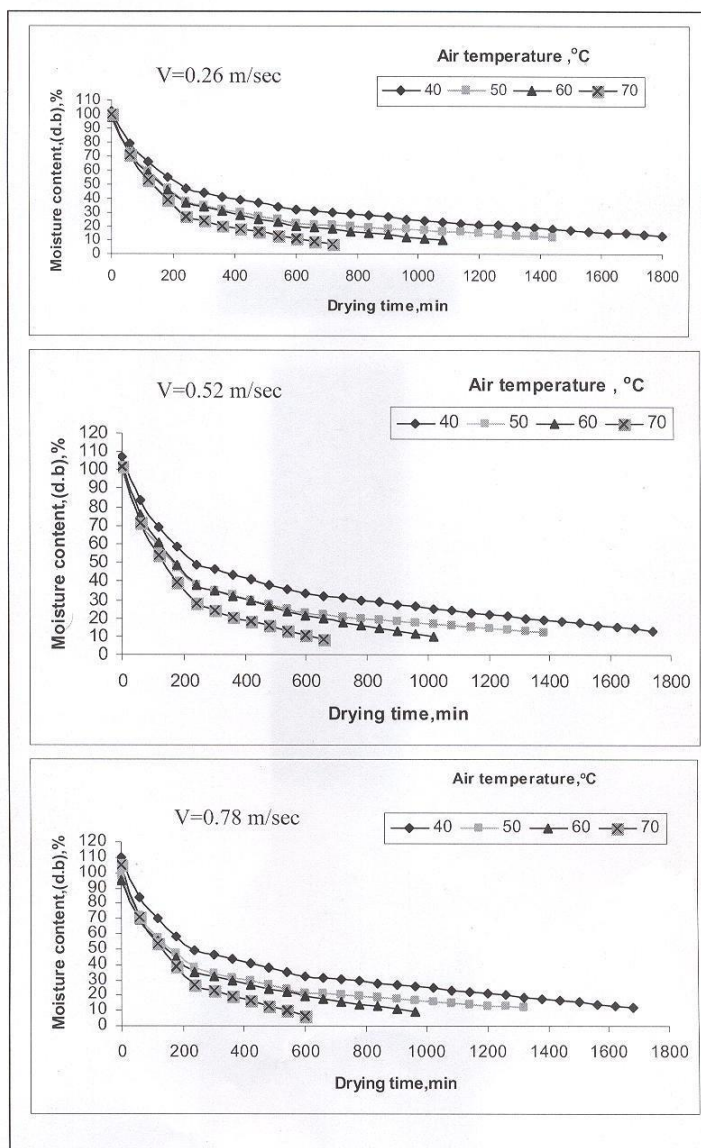 Air temperature ,°C
V=0.26 m/sec
40 50 60 70
Moisture content,(d.b),%
110
100
90
80
70
60
50
40
30
20
10
0
0 200 400 600 800 1000 1200 1400 1600 1800
Drying time,min
V=0.52 m/sec
Air temperature , °C
40 50 60 70
Moisture content,(d.b),%
120
110
100
90
80
70
60
50
40
30
20
10
0
0 200 400 600 800 1000 1200 1400 1600 1800
Drying time,min
Air temperature,°C
V=0.78 m/sec
40 50 60 70
Moisture content,(d.b),%
120
110
100
90
80
70
60
50
40
30
20
10
0
0 200 400 600 800 1000 1200 1400 1600 1800
Drying time,min